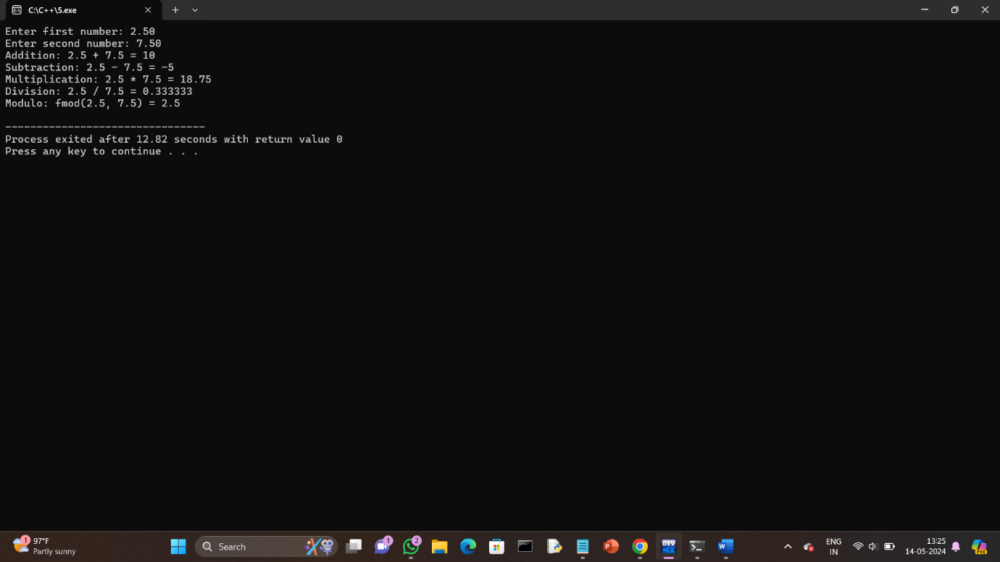 C:\C++\5.exe
Enter first number: 2.50
Enter second number: 7.50
Addition: 2.5 + 7.5 = 10
Subtraction: 2.5 - 7.5 = -5
Multiplication: 2.5 * 7.5 = 18.75
Division: 2.5 / 7.5 = 0.333333
Modulo: fmod(2.5, 7.5) = 2.5
--------------------------------
Process exited after 12.82 seconds with return value 0
Press any key to continue . . .
1
97°F
Partly sunny
Search
1
2
P
DEV
W
ENG
IN
13:25
14-05-2024
PRE